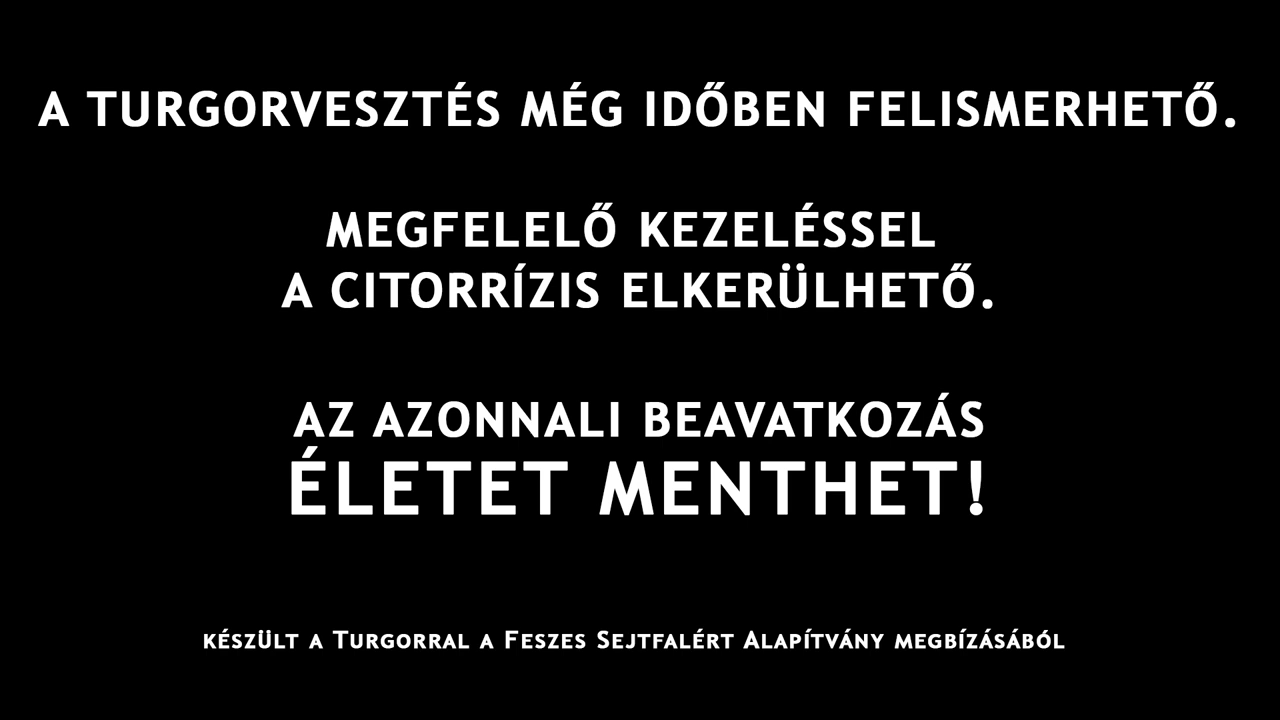 A TURGORVESZTÉS MÉG IDŐBEN FELISMERHETŐ.
MEGFELELŐ KEZELÉSSEL
A CITORRÍZIS ELKERÜLHETŐ.
AZ AZONNALI BEAVATKOZÁS
ÉLETET MENTHET!
KÉSZÜLT A TURGORRAL A FESZES SEJTFALÉRT ALAPÍTVÁNY MEGBÍZÁSÁBÓL